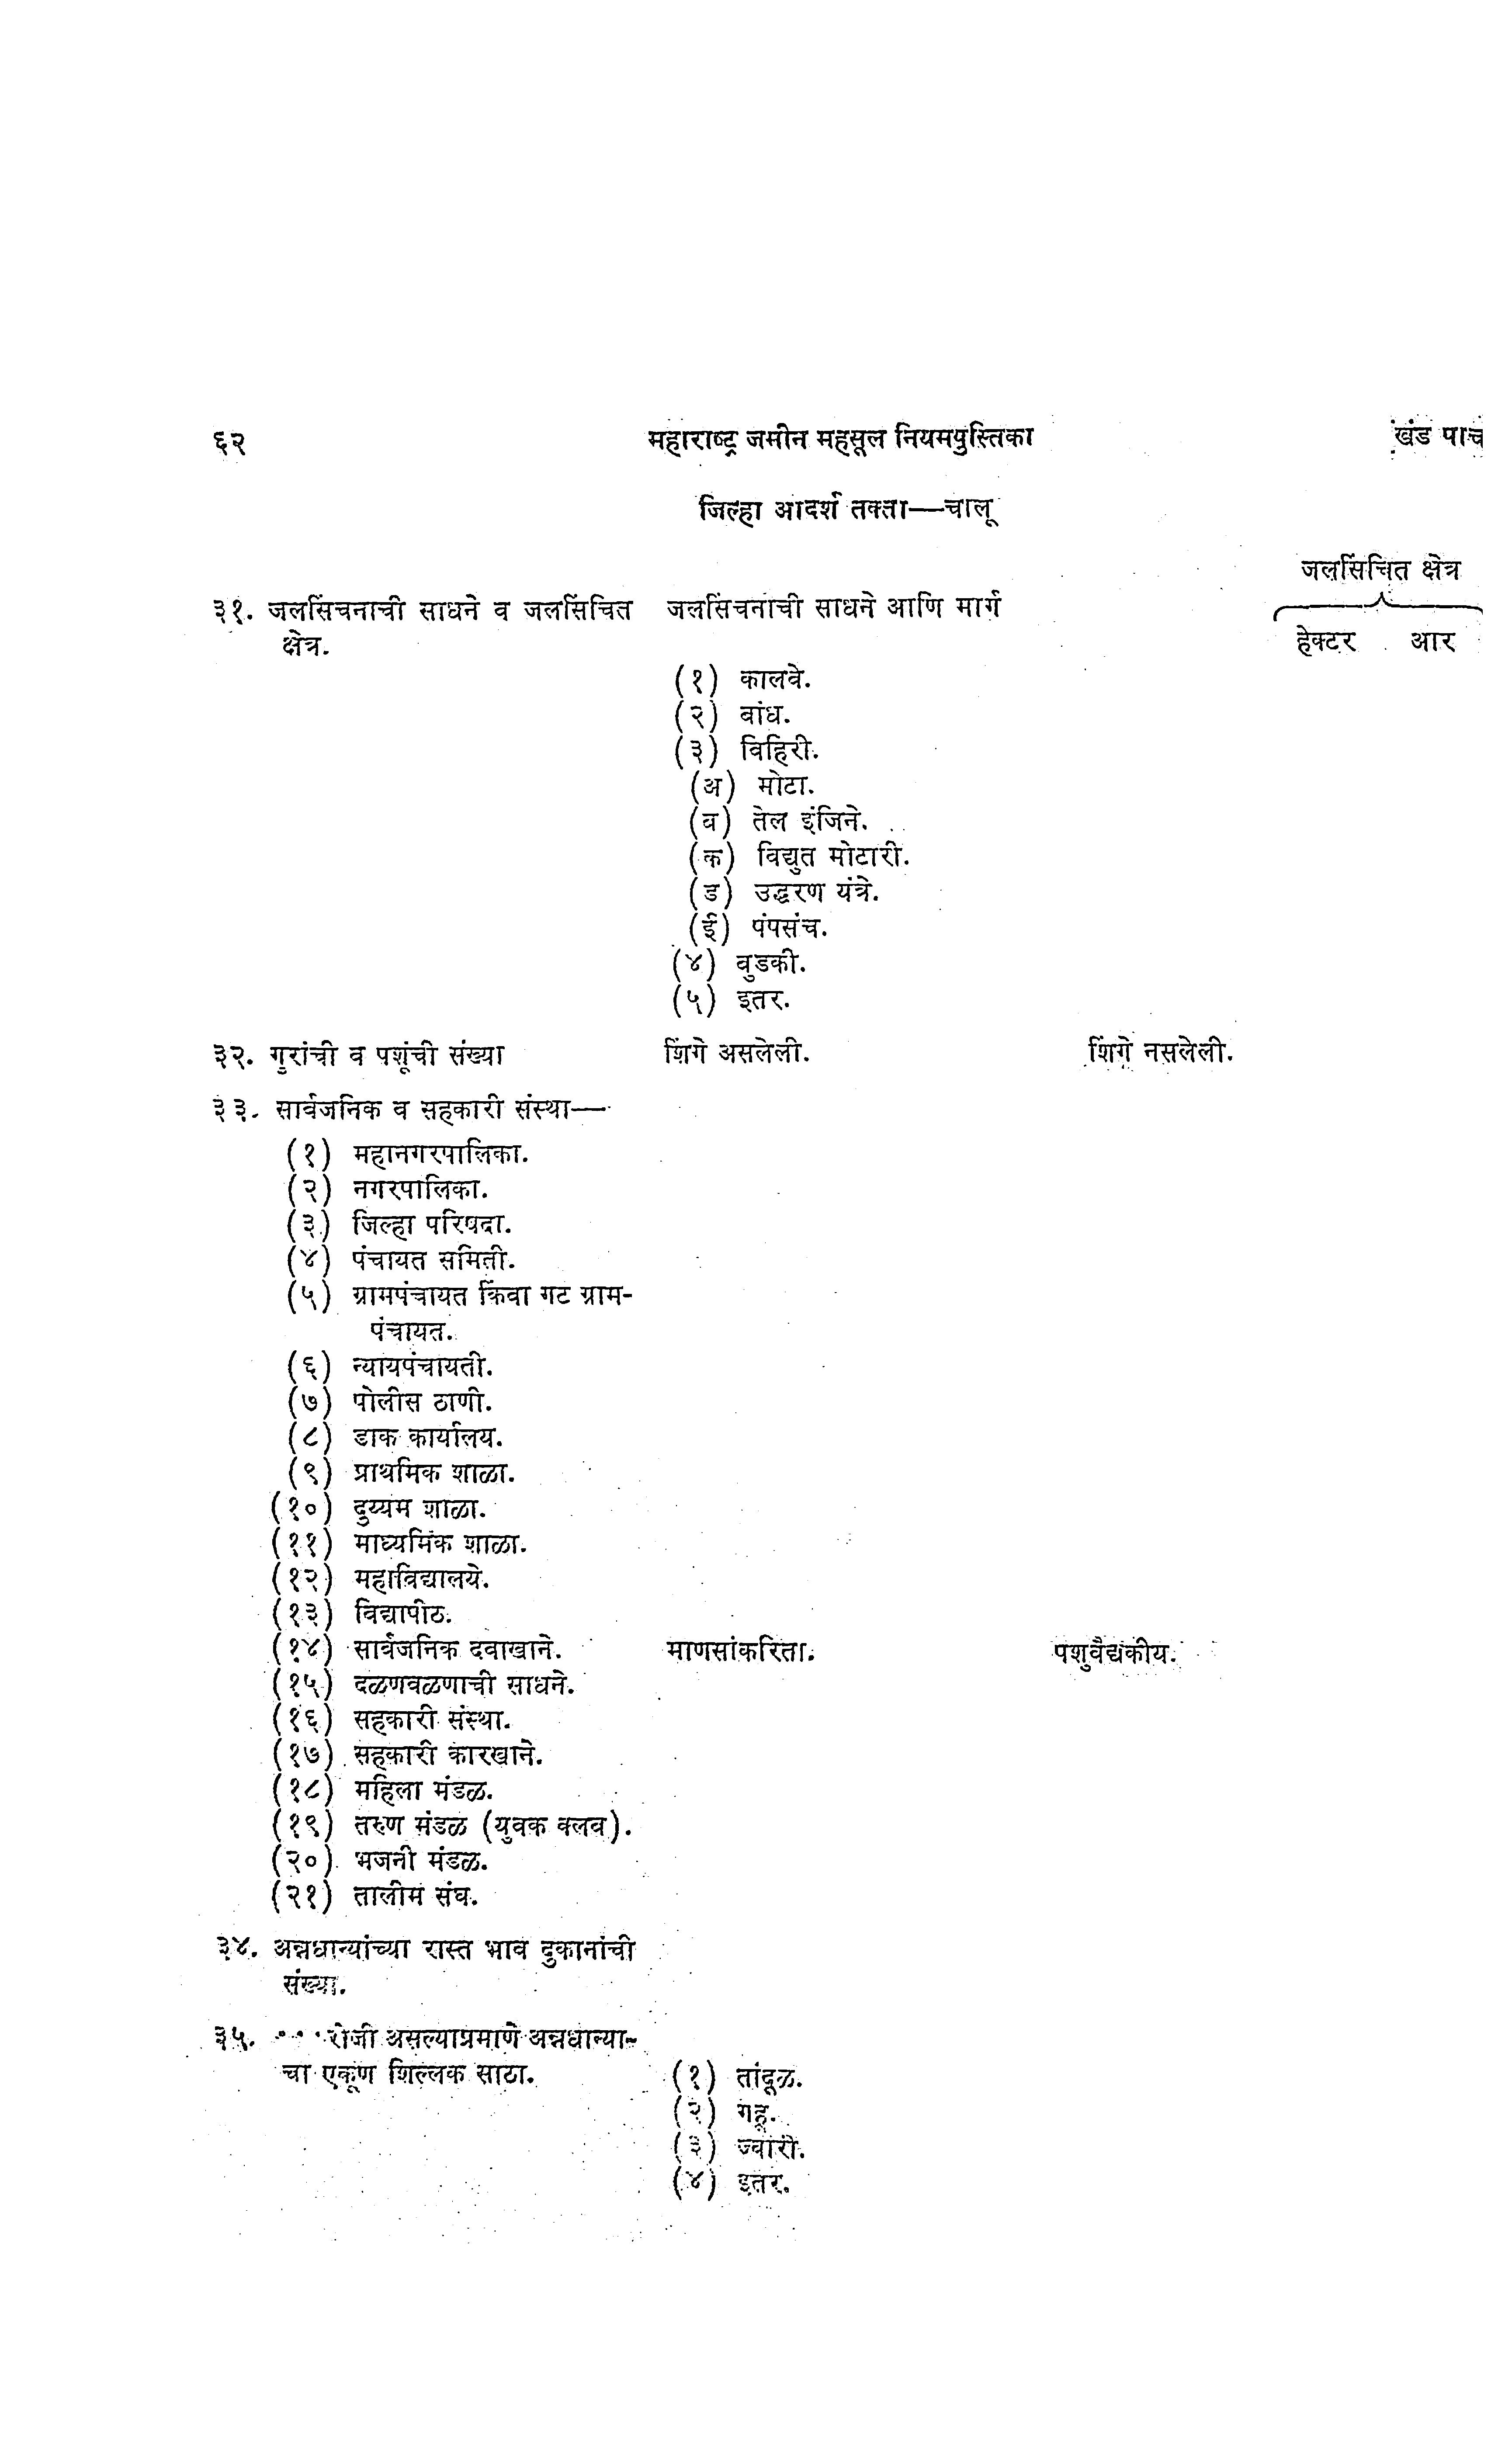 ६२ महाराष्ट्र जमीन महसूल नियमपुस्तिका खंड पाच
जिल्हा आदर्श तक्ता—चालू
जलसिंचित क्षेत्र
३१. जलसिंचनाची साधने व जलसिंचित जलसिंचनाची साधने आणि मार्ग
क्षेत्र. हेक्टर आर
(१) कालवे.
(२) बांध.
(३) विहिरी.
(अ) मोटा.
(ब) तेल इंजिने.
(क) विद्युत मोटारी.
(ड) उद्धरण यंत्रे.
(ई) पंपसंच.
(४) बुडकी.
(५) इतर.
३२. गुरांची व पशूंची संख्या शिंगे असलेली. शिंगे नसलेली.
३३. सार्वजनिक व सहकारी संस्था—
(१) महानगरपालिका.
(२) नगरपालिका.
(३) जिल्हा परिषदा.
(४) पंचायत समिती.
(५) ग्रामपंचायत किंवा गट ग्राम-
पंचायत.
(६) न्यायपंचायती.
(७) पोलीस ठाणी.
(८) डाक कार्यालय.
(९) प्राथमिक शाळा.
(१०) दुय्यम शाळा.
(११) माध्यमिक शाळा.
(१२) महाविद्यालये.
(१३) विद्यापीठ.
(१४) सार्वजनिक दवाखाने. माणसांकरिता. पशुवैद्यकीय.
(१५) दळणवळणाची साधने.
(१६) सहकारी संस्था.
(१७) सहकारी कारखाने.
(१८) महिला मंडळ.
(१९) तरुण मंडळ (युवक क्लब).
(२०) भजनी मंडळ.
(२१) तालीम संघ.
३४. अन्नधान्यांच्या रास्त भाव दुकानांची
संख्या.
३५. ...रोजी असल्याप्रमाणे अन्नधान्या-
चा एकूण शिल्लक साठा. (१) तांदूळ.
(२) गहू.
(३) ज्वारी.
(४) इतर.